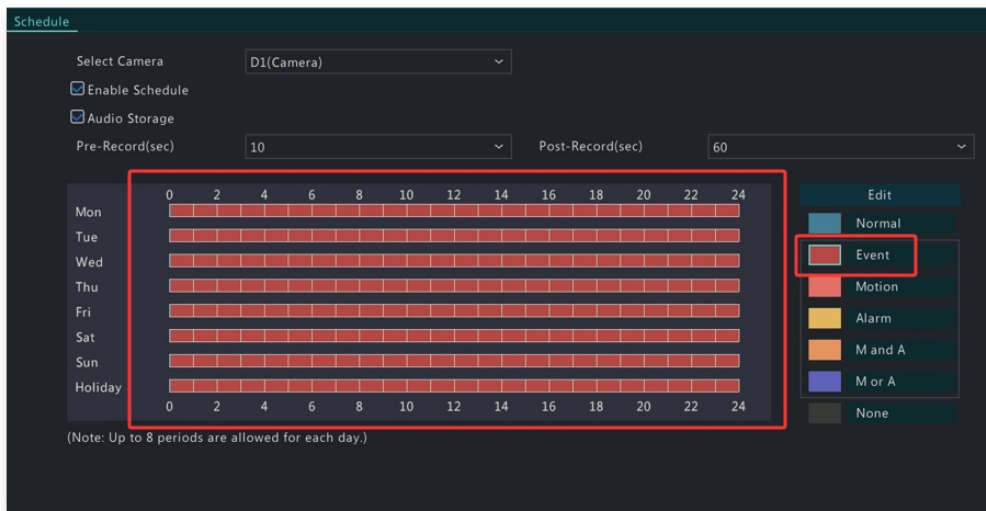 Schedule
Select Camera D1(Camera)
Enable Schedule
Audio Storage
Pre-Record(sec) 10 Post-Record(sec) 60
0 2 4 6 8 10 12 14 16 18 20 22 24 Edit
Mon Normal
Tue
Wed Event
Thu Motion
Fri Alarm
Sat
Sun M and A
Holiday M or A
0 2 4 6 8 10 12 14 16 18 20 22 24 None
(Note: Up to 8 periods are allowed for each day.)